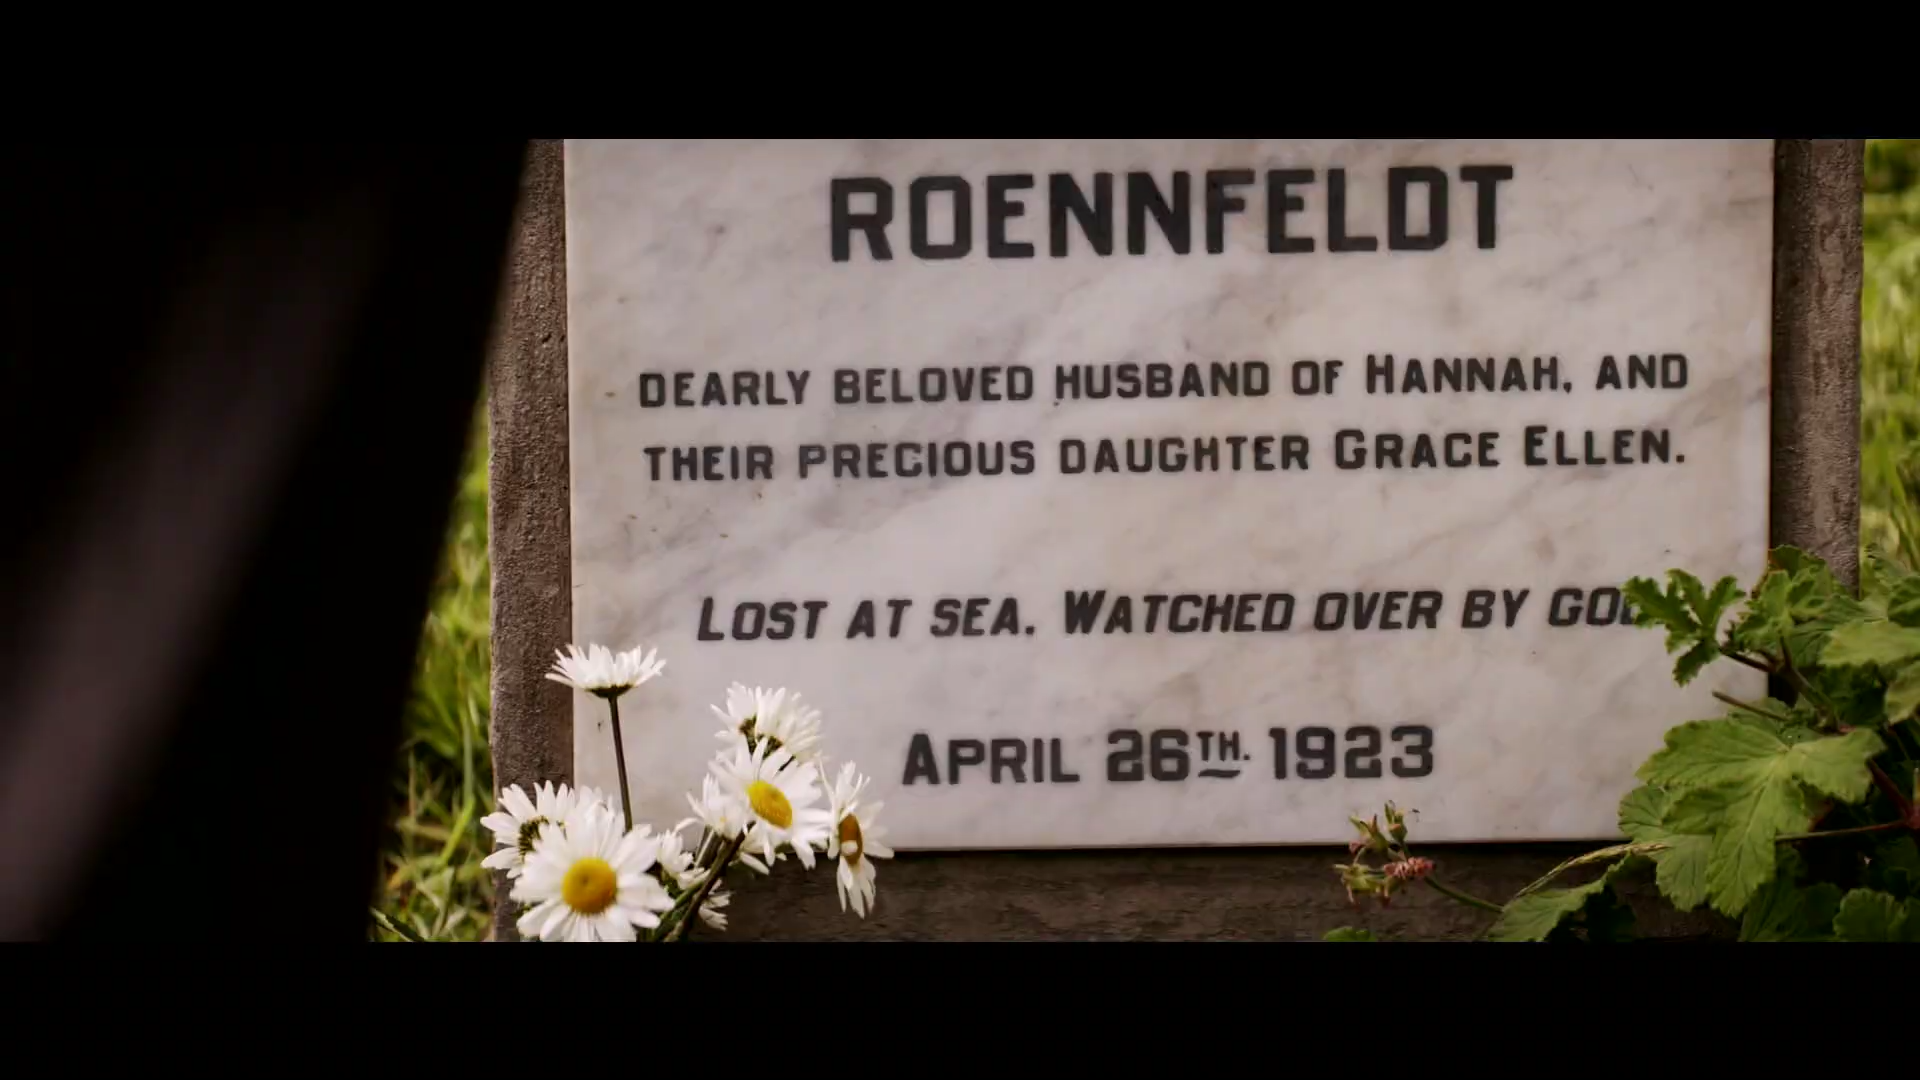 ROENNFELDT
DEARLY BELOVED HUSBAND OF HANNAH, AND
THEIR PRECIOUS DAUGHTER GRACE ELLEN.
LOST AT SEA. WATCHED OVER BY GOD
APRIL 26TH. 1923